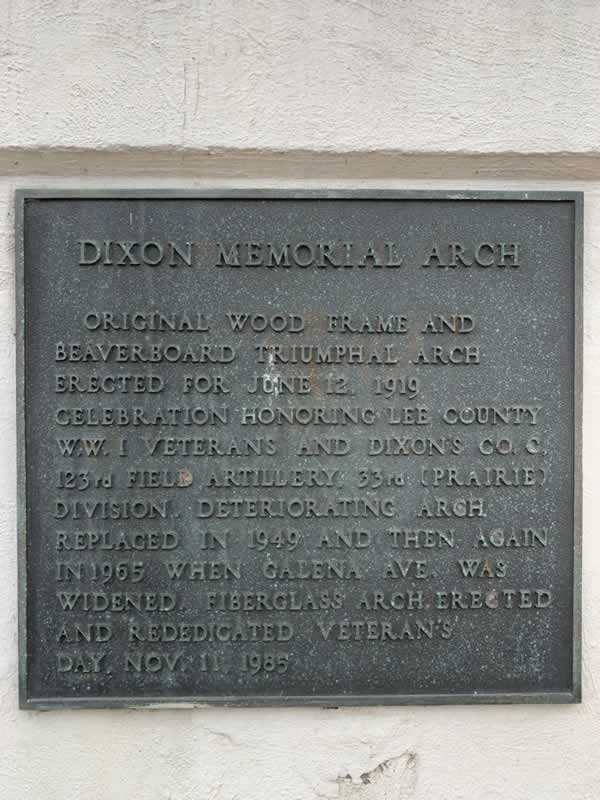 DIXON MEMORIAL ARCH
ORIGINAL WOOD FRAME AND
BEAVERBOARD TRIUMPHAL ARCH
ERECTED FOR JUNE 12, 1919
CELEBRATION HONORING LEE COUNTY
W.W. I VETERANS AND DIXON'S CO. C,
123rd FIELD ARTILLERY, 33rd (PRAIRIE)
DIVISION. DETERIORATING ARCH
REPLACED IN 1949 AND THEN AGAIN
IN 1965 WHEN GALENA AVE. WAS
WIDENED. FIBERGLASS ARCH ERECTED
AND REDEDICATED VETERAN'S
DAY, NOV. 11, 1985